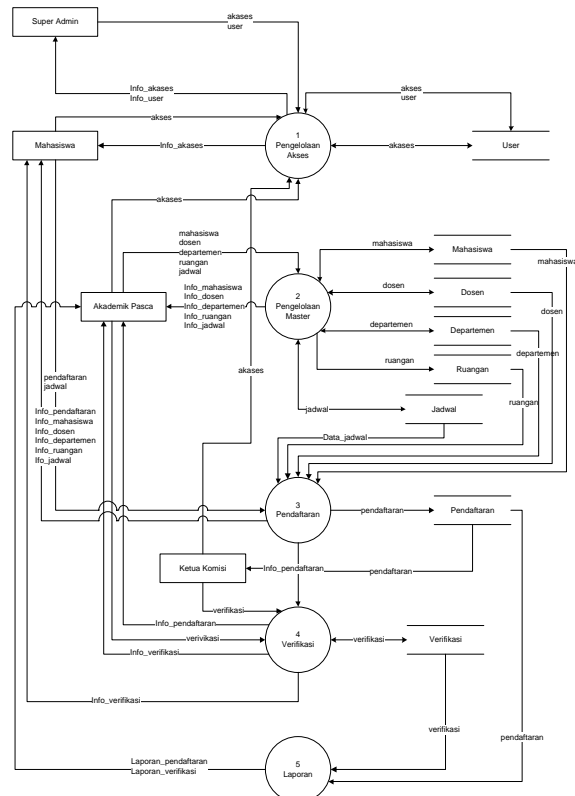 Super Admin
akases
user
Info_akases
Info_user
akses
user
akses
1
Pengelolaan
Akses
Mahasiswa
Info_akases
akases
User
akases
mahasiswa
dosen
departemen
ruangan
jadwal
mahasiswa
Mahasiswa
mahasiswa
Info_mahasiswa
Info_dosen
Info_departemen
Info_ruangan
Info_jadwal
dosen
Dosen
2
Pengelolaan
Master
Akademik Pasca
dosen
departemen
Departemen
departemen
ruangan
Ruangan
akases
pendaftaran
jadwal
ruangan
jadwal
Jadwal
Info_pendaftaran
Info_mahasiswa
Info_dosen
Info_departemen
Info_ruangan
Ifo_jadwal
Data_jadwal
3
Pendaftaran
pendaftaran
Pendaftaran
Ketua Komisi
Info_pendaftaran
pendaftaran
verifikasi
Info_pendaftaran
4
Verifikasi
verivikasi
verifikasi
Verifikasi
Info_verifikasi
Info_verifikasi
verifikasi
pendaftaran
Laporan_pendaftaran
Laporan_verifikasi
5
Laporan